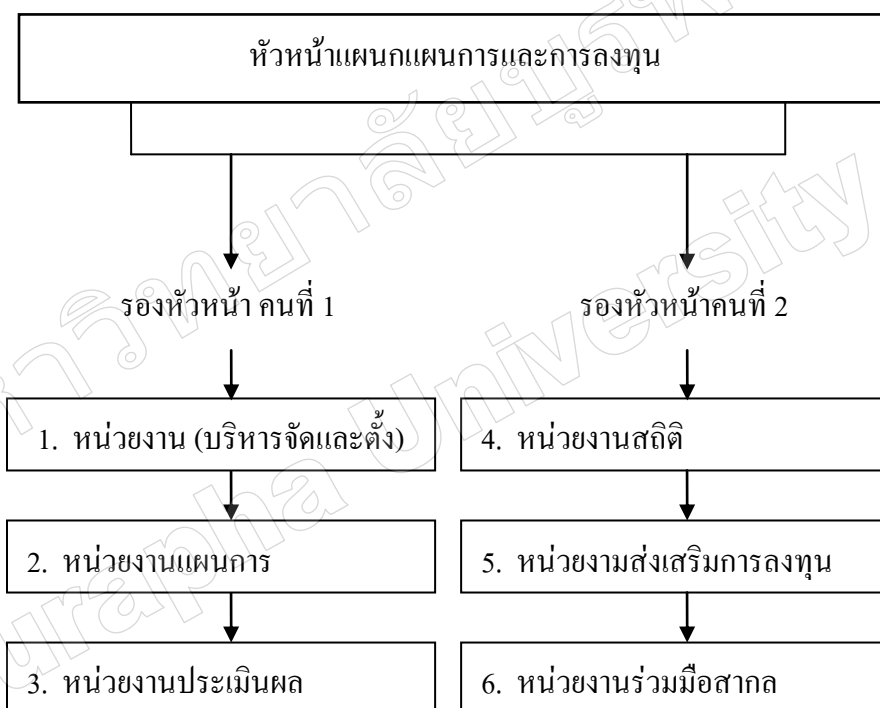 หัวหน้าแผนกแผนการและการลงทุน
รองหัวหน้า คนที่ 1
รองหัวหน้าคนที่ 2
1. หน่วยงาน (บริหารจัดและตั้ง)
4. หน่วยงานสถิติ
2. หน่วยงานแผนการ
5. หน่วยงามส่งเสริมการลงทุน
3. หน่วยงานประเมินผล
6. หน่วยงานร่วมมือสากล
Burapha University